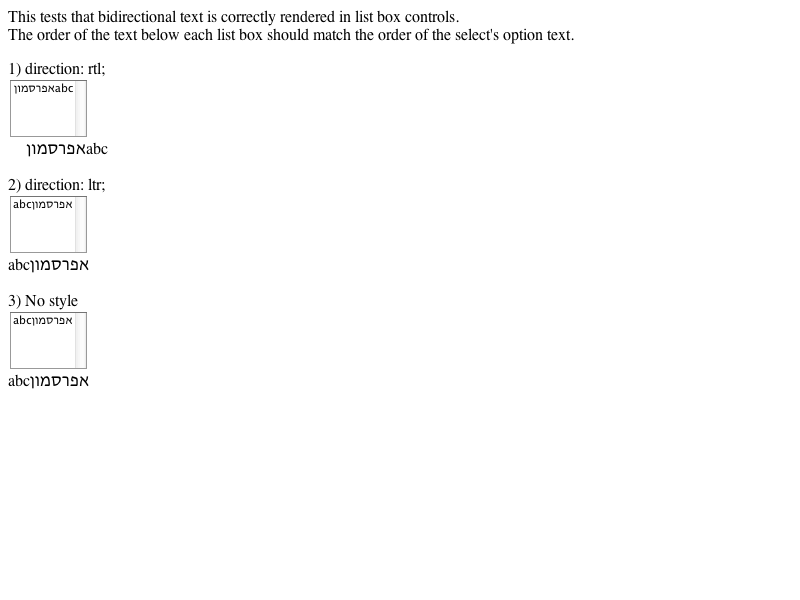 This tests that bidirectional text is correctly rendered in list box controls.
The order of the text below each list box should match the order of the select's option text.
1) direction: rtl;
abcאפרסמון
abcאפרסמון
2) direction: ltr;
abcאפרסמון
abcאפרסמון
3) No style
abcאפרסמון
abcאפרסמון